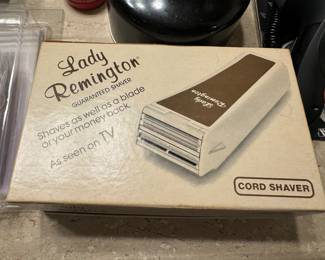 Lady
Remington
GUARANTEED SHAVER
Shaves as well as a blade
or your money back.
As seen on TV
Lady
Remington
CORD SHAVER